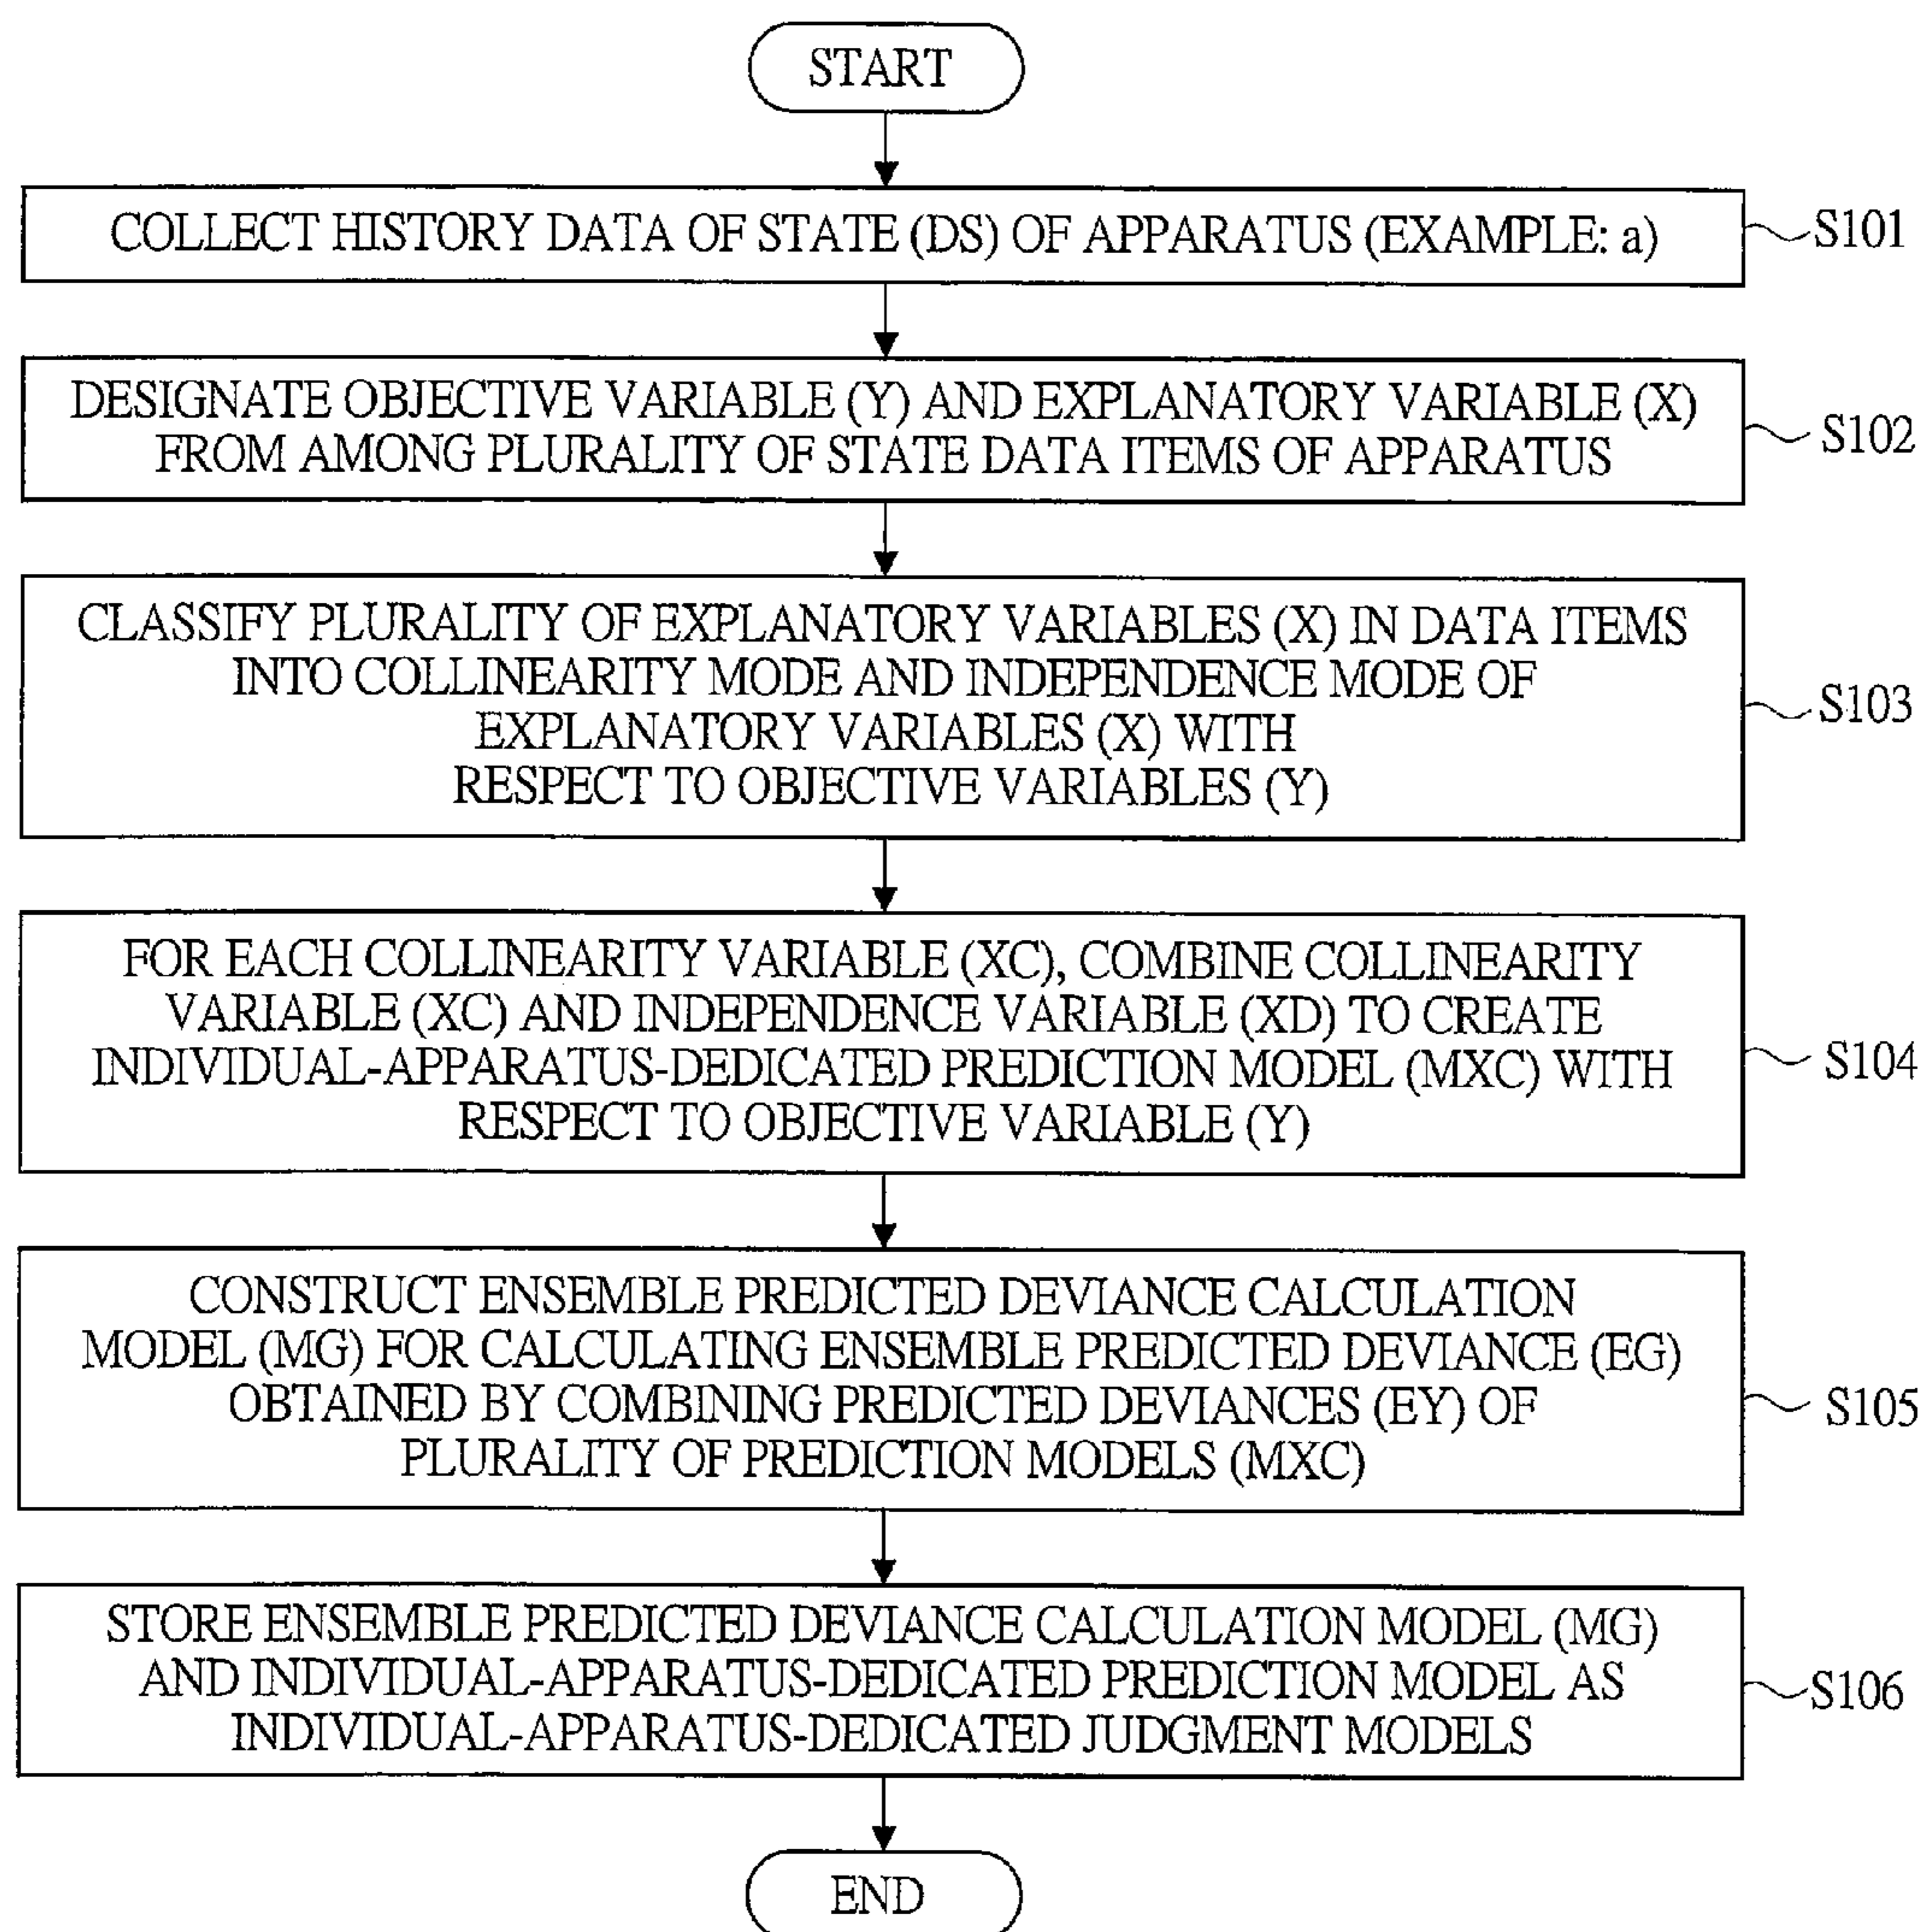 START
COLLECT HISTORY DATA OF STATE (DS) OF APPARATUS (EXAMPLE: a)
S101
DESIGNATE OBJECTIVE VARIABLE (Y) AND EXPLANATORY VARIABLE (X)
FROM AMONG PLURALITY OF STATE DATA ITEMS OF APPARATUS
S102
CLASSIFY PLURALITY OF EXPLANATORY VARIABLES (X) IN DATA ITEMS
INTO COLLINEARITY MODE AND INDEPENDENCE MODE OF
EXPLANATORY VARIABLES (X) WITH
RESPECT TO OBJECTIVE VARIABLES (Y)
S103
FOR EACH COLLINEARITY VARIABLE (XC), COMBINE COLLINEARITY
VARIABLE (XC) AND INDEPENDENCE VARIABLE (XD) TO CREATE
INDIVIDUAL-APPARATUS-DEDICATED PREDICTION MODEL (MXC) WITH
RESPECT TO OBJECTIVE VARIABLE (Y)
S104
CONSTRUCT ENSEMBLE PREDICTED DEVIANCE CALCULATION
MODEL (MG) FOR CALCULATING ENSEMBLE PREDICTED DEVIANCE (EG)
OBTAINED BY COMBINING PREDICTED DEVIANCES (EY) OF
PLURALITY OF PREDICTION MODELS (MXC)
S105
STORE ENSEMBLE PREDICTED DEVIANCE CALCULATION MODEL (MG)
AND INDIVIDUAL-APPARATUS-DEDICATED PREDICTION MODEL AS
INDIVIDUAL-APPARATUS-DEDICATED JUDGMENT MODELS
S106
END